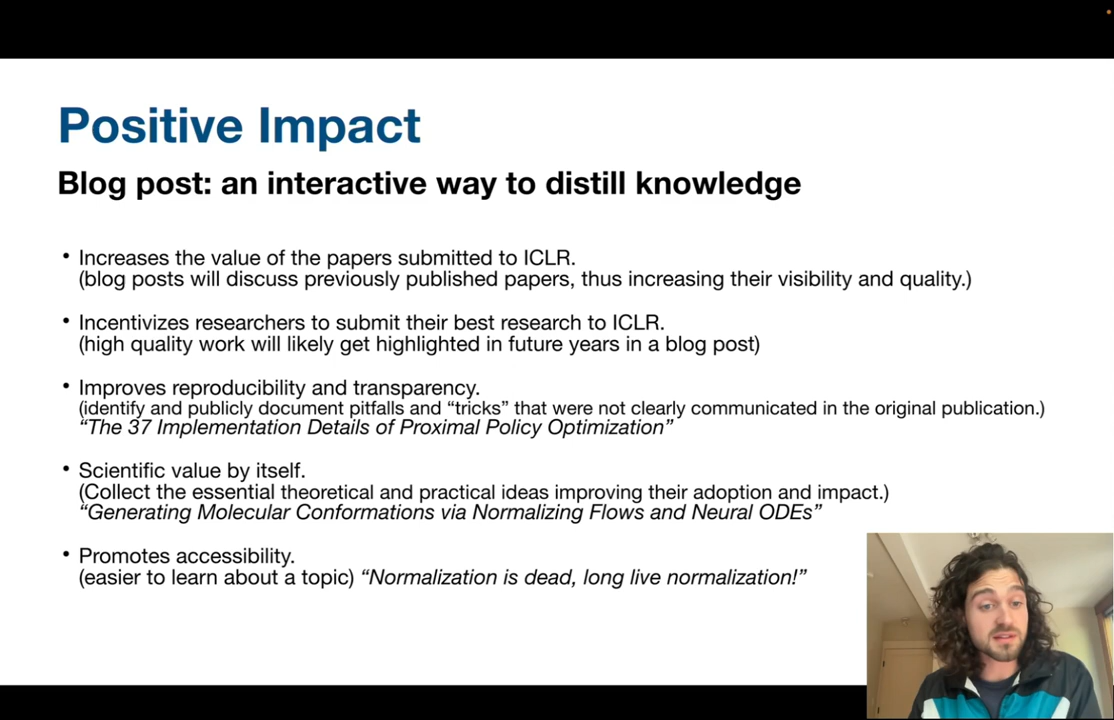 Positive Impact
Blog post: an interactive way to distill knowledge
• Increases the value of the papers submitted to ICLR.
(blog posts will discuss previously published papers, thus increasing their visibility and quality.)
• Incentivizes researchers to submit their best research to ICLR.
(high quality work will likely get highlighted in future years in a blog post)
• Improves reproducibility and transparency.
(identify and publicly document pitfalls and “tricks” that were not clearly communicated in the original publication.)
“The 37 Implementation Details of Proximal Policy Optimization”
• Scientific value by itself.
(Collect the essential theoretical and practical ideas improving their adoption and impact.)
“Generating Molecular Conformations via Normalizing Flows and Neural ODEs”
• Promotes accessibility.
(easier to learn about a topic) “Normalization is dead, long live normalization!”